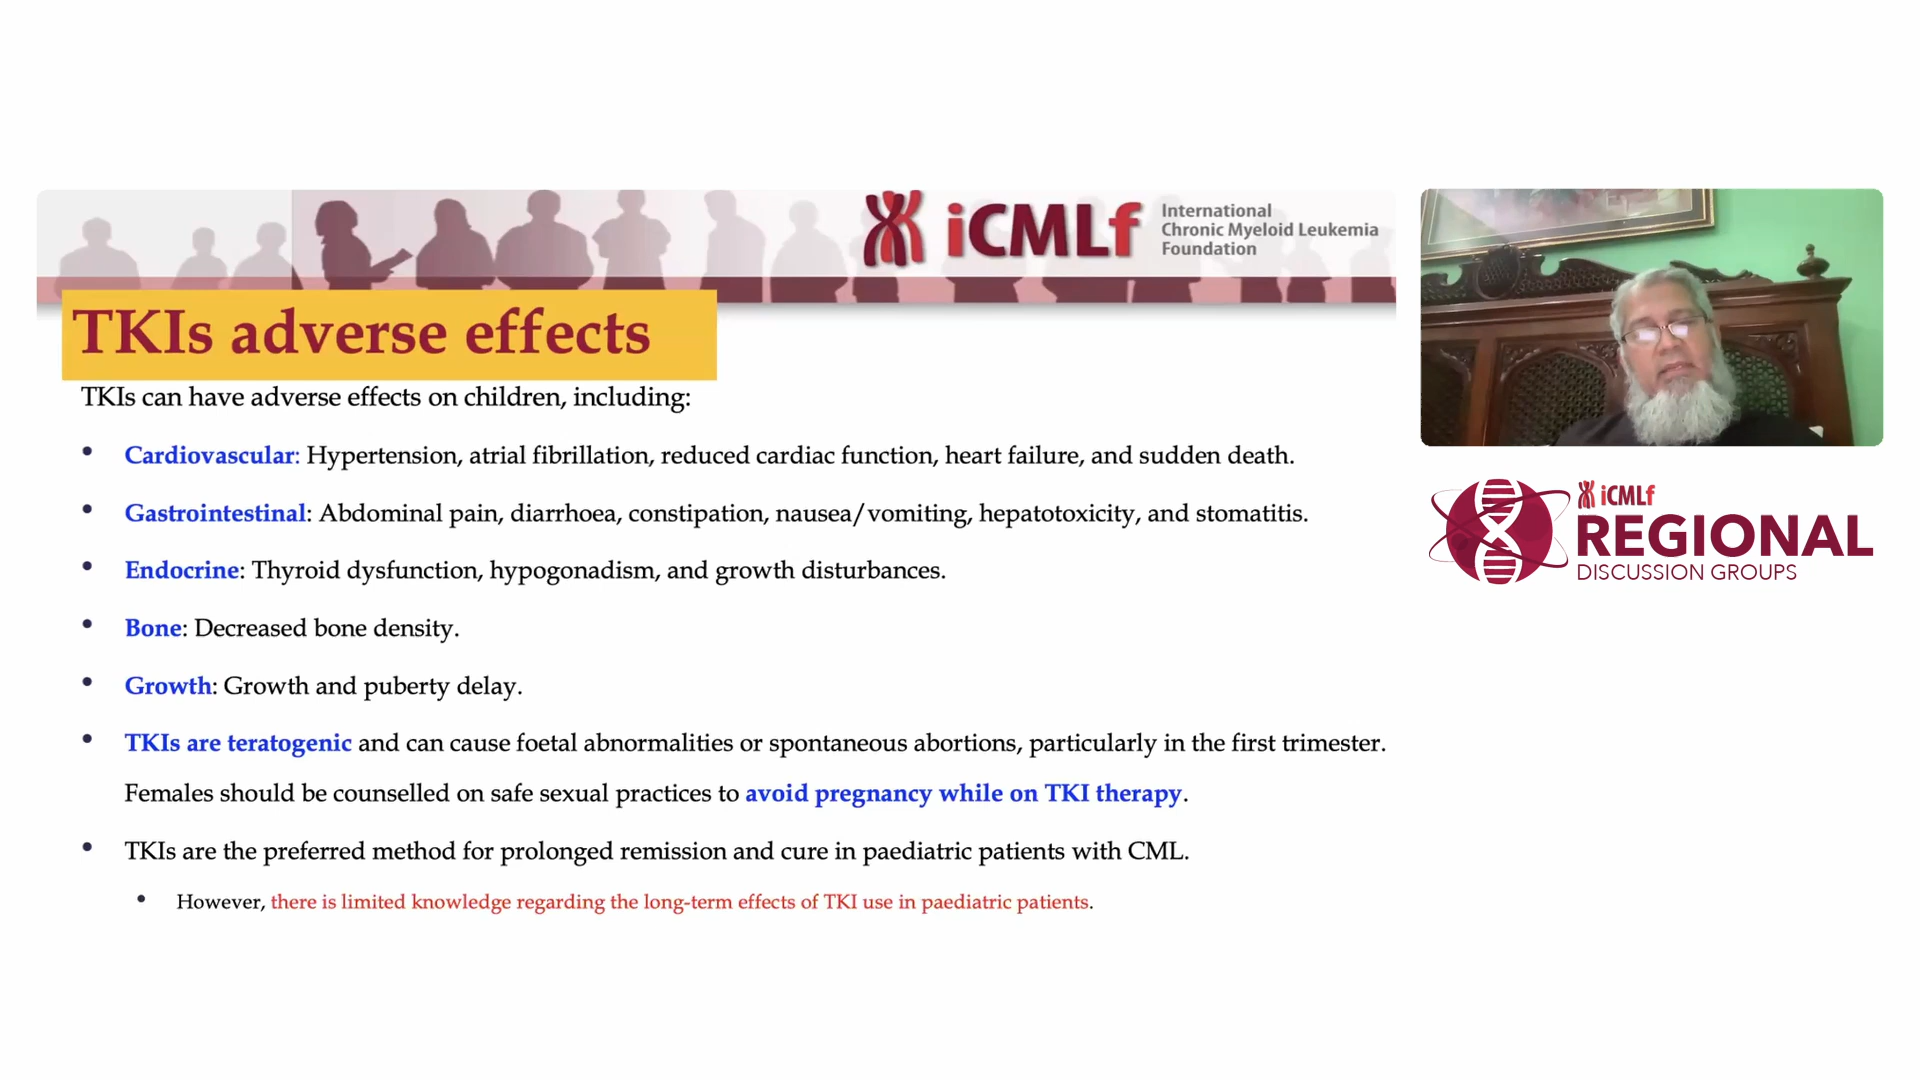 iCMLf
International
Chronic Myeloid Leukemia
Foundation
TKIs adverse effects
TKIs can have adverse effects on children, including:
• Cardiovascular: Hypertension, atrial fibrillation, reduced cardiac function, heart failure, and sudden death.
• Gastrointestinal: Abdominal pain, diarrhoea, constipation, nausea/vomiting, hepatotoxicity, and stomatitis.
• Endocrine: Thyroid dysfunction, hypogonadism, and growth disturbances.
• Bone: Decreased bone density.
• Growth: Growth and puberty delay.
• TKIs are teratogenic and can cause foetal abnormalities or spontaneous abortions, particularly in the first trimester.
Females should be counselled on safe sexual practices to avoid pregnancy while on TKI therapy.
• TKIs are the preferred method for prolonged remission and cure in paediatric patients with CML.
• However, there is limited knowledge regarding the long-term effects of TKI use in paediatric patients.
iCMLf
REGIONAL
DISCUSSION GROUPS